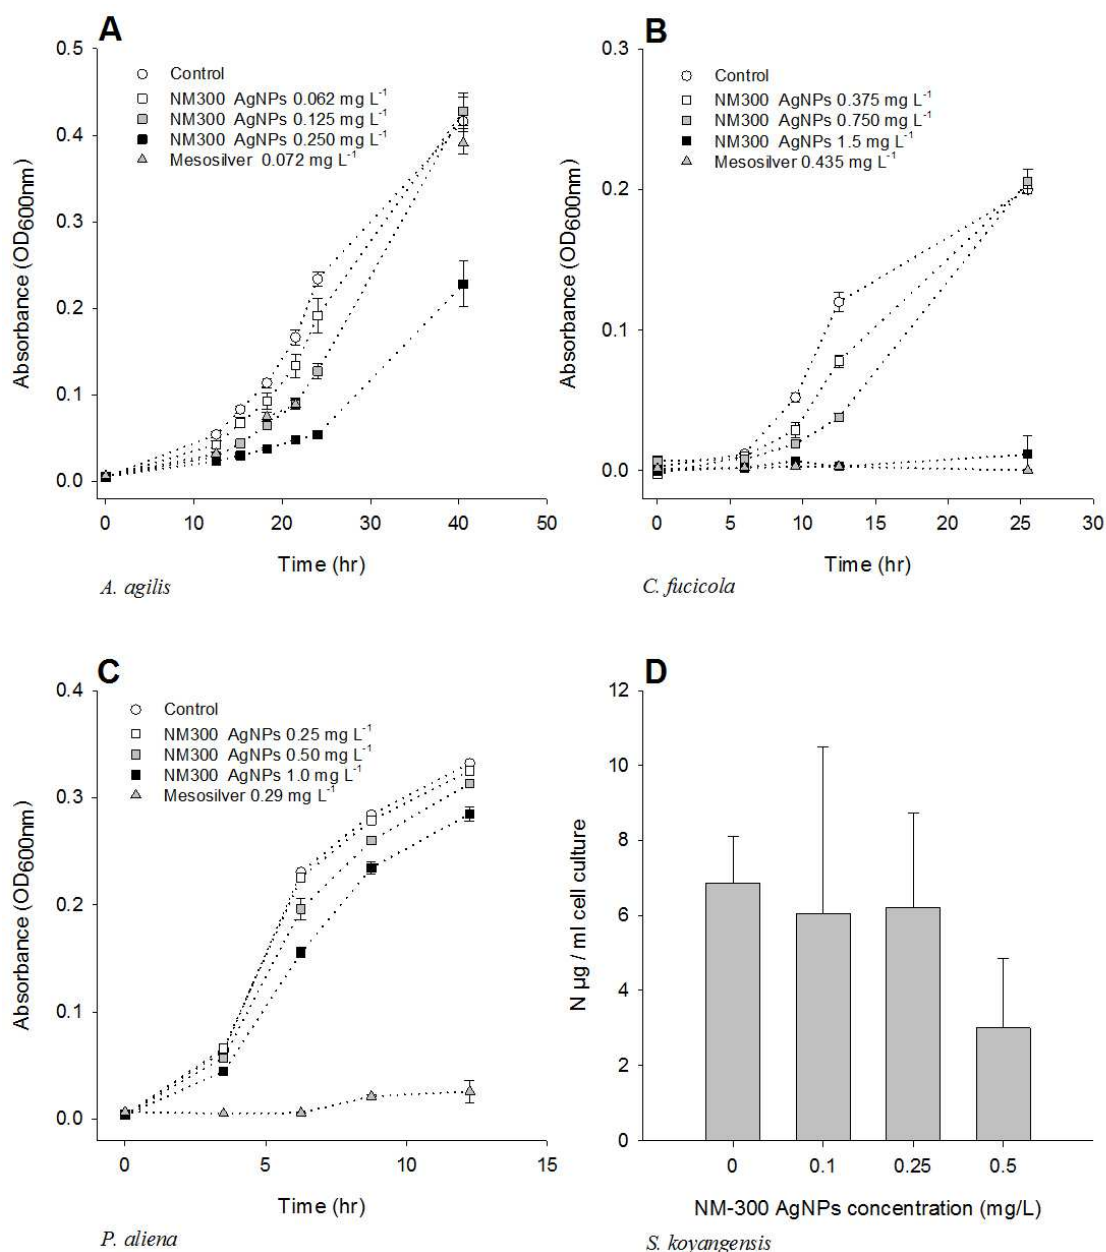 A
0.5
0.4
0.3
0.2
0.1
0.0
Absorbance (OD600nm)
Control
NM300 AgNPs 0.062 mg L-1
NM300 AgNPs 0.125 mg L-1
NM300 AgNPs 0.250 mg L-1
Mesosilver 0.072 mg L-1
0 10 20 30 40 50
Time (hr)
A. agilis
B
0.3
0.2
0.1
0.0
Absorbance (OD600nm)
Control
NM300 AgNPs 0.375 mg L-1
NM300 AgNPs 0.750 mg L-1
NM300 AgNPs 1.5 mg L-1
Mesosilver 0.435 mg L-1
0 5 10 15 20 25 30
Time (hr)
C. fucicola
C
0.4
0.3
0.2
0.1
0.0
Absorbance (OD600nm)
Control
NM300 AgNPs 0.25 mg L-1
NM300 AgNPs 0.50 mg L-1
NM300 AgNPs 1.0 mg L-1
Mesosilver 0.29 mg L-1
0 5 10 15
Time (hr)
P. aliena
D
12
10
8
6
4
2
0
N µg / ml cell culture
0 0.1 0.25 0.5
NM-300 AgNPs concentration (mg/L)
S. koyangensis